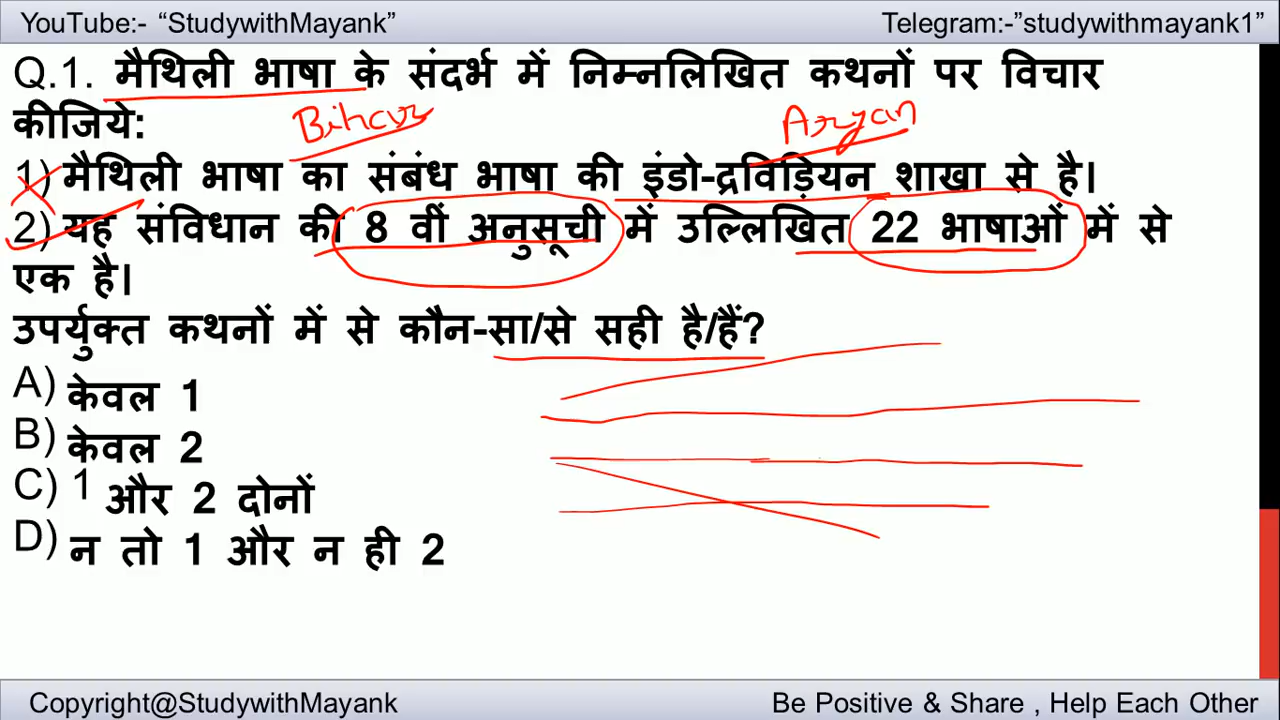 YouTube:- “StudywithMayank”
Telegram:-”studywithmayank1”
Q.1. मैथिली भाषा के संदर्भ में निम्नलिखित कथनों पर विचार
कीजिये:
Bihar
Aryan
1) मैथिली भाषा का संबंध भाषा की इंडो-द्रविड़ियन शाखा से है।
2) यह संविधान की 8 वीं अनुसूची में उल्लिखित 22 भाषाओं में से
एक है।
उपर्युक्त कथनों में से कौन-सा/से सही है/हैं?
A) केवल 1
B) केवल 2
C) 1 और 2 दोनों
D) न तो 1 और न ही 2
Copyright@StudywithMayank
Be Positive & Share , Help Each Other